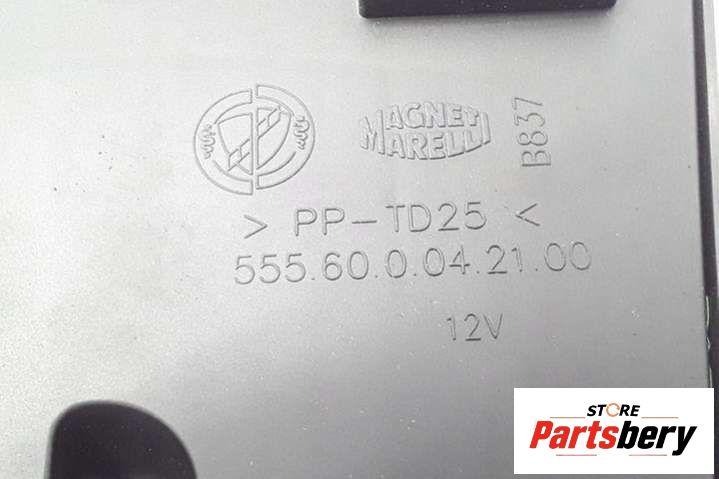 MAGNETI
MARELLI
B837
> PP-TD25 <
555.60.0.04.21.00
12V
STORE
Partsbery